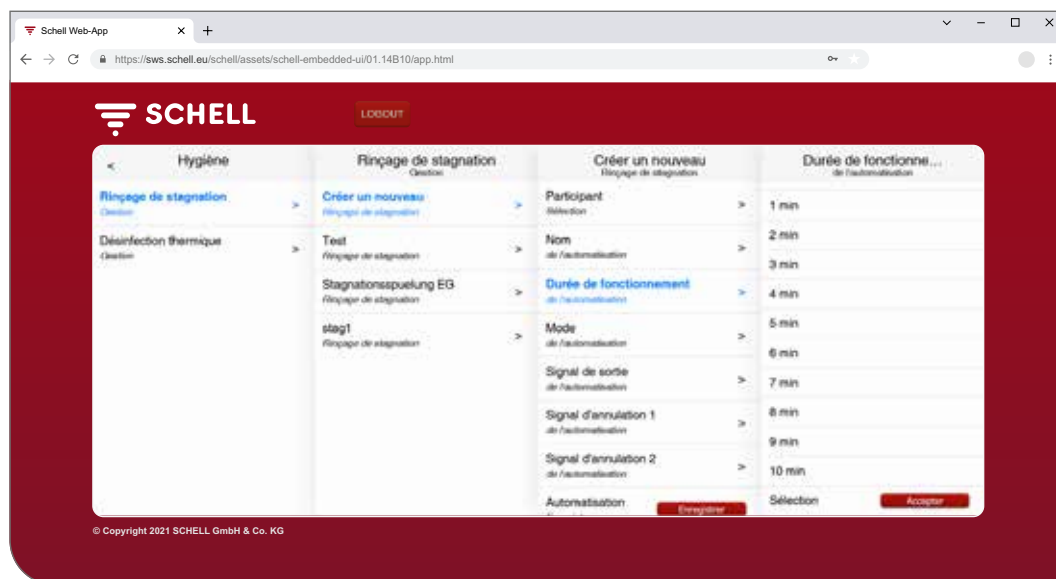 Schell Web-App
https://sws.schell.eu/schell/assets/schell-embedded-ui/01.14B10/app.html
SCHELL
LOGOUT
<
Hygiène
Rinçage de stagnation
Gestion
>
Désinfection thermique
Gestion
>
Rinçage de stagnation
Gestion
Créer un nouveau
Rinçage de stagnation
>
Test
Rinçage de stagnation
>
Stagnationsspuelung EG
Rinçage de stagnation
>
stag1
Rinçage de stagnation
>
Créer un nouveau
Rinçage de stagnation
Participant
Sélection
>
Nom
de l'automatisation
>
Durée de fonctionnement
de l'automatisation
>
Mode
de l'automatisation
>
Signal de sortie
de l'automatisation
>
Signal d'annulation 1
de l'automatisation
>
Signal d'annulation 2
de l'automatisation
>
Automatisation
Enregistrer
Durée de fonctionne...
de l'automatisation
1 min
2 min
3 min
4 min
5 min
6 min
7 min
8 min
9 min
10 min
Sélection
Accepter
© Copyright 2021 SCHELL GmbH & Co. KG